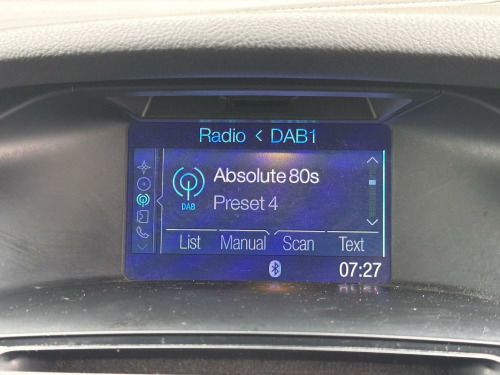 Radio < DAB1
Absolute 80s
DAB
Preset 4
List Manual Scan Text
07:27